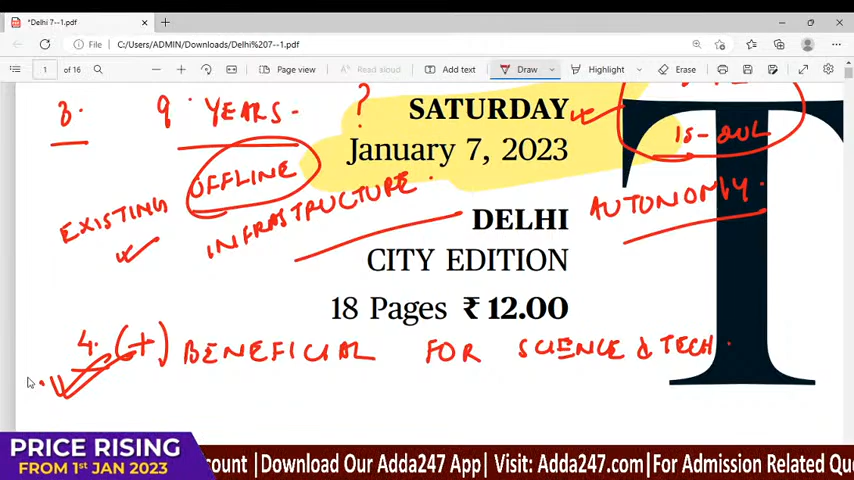 *Delhi 7--1.pdf
File C:/Users/ADMIN/Downloads/Delhi%207--1.pdf
1 of 16 Page view Read aloud Add text Draw Highlight Erase
3. 9 YEARS- ?
SATURDAY
15-JUL
January 7, 2023
OFFLINE
EXISTING INFRASTRUCTURE
AUTONOMY.
DELHI
CITY EDITION
18 Pages ₹ 12.00
4. (+) BENEFICIAL FOR SCIENCE & TECH.
PRICE RISING
FROM 1ST JAN 2023
count |Download Our Adda247 App| Visit: Adda247.com|For Admission Related Que